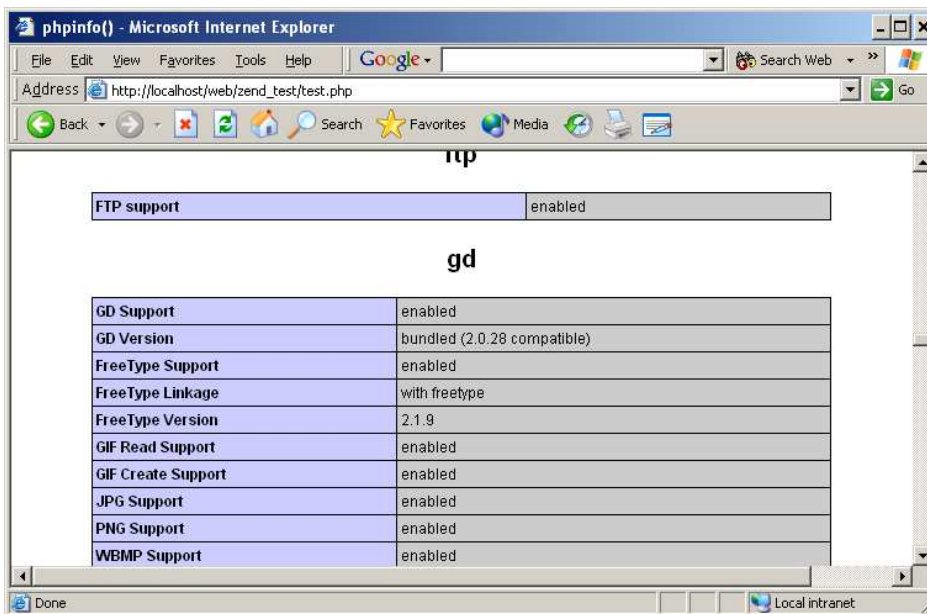 phpinfo() - Microsoft Internet Explorer
File Edit View Favorites Tools Help Google Search Web »
Address http://localhost/web/zend_test/test.php Go
Back Search Favorites Media
ftp
FTP support enabled
gd
GD Support enabled
GD Version bundled (2.0.28 compatible)
FreeType Support enabled
FreeType Linkage with freetype
FreeType Version 2.1.9
GIF Read Support enabled
GIF Create Support enabled
JPG Support enabled
PNG Support enabled
WBMP Support enabled
Done Local intranet